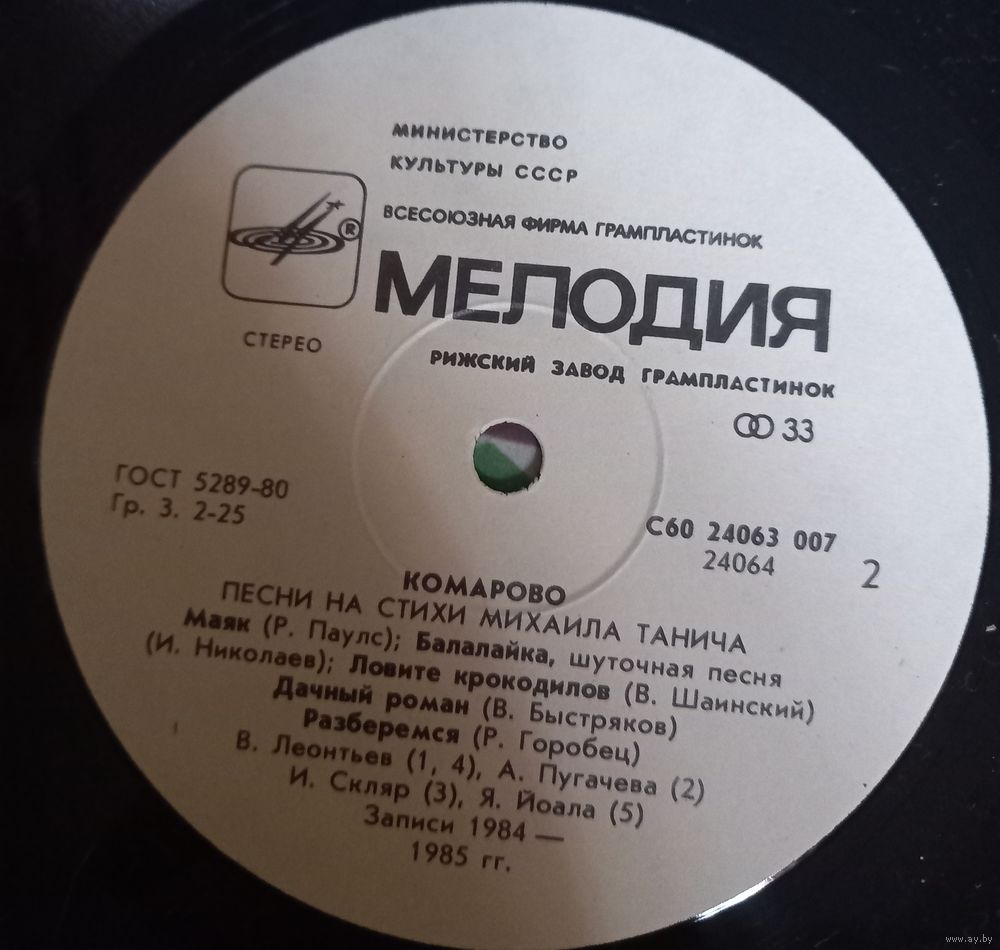 МИНИСТЕРСТВО
КУЛЬТУРЫ СССР
ВСЕСОЮЗНАЯ ФИРМА ГРАМПЛАСТИНОК
®
МЕЛОДИЯ
СТЕРЕО
РИЖСКИЙ ЗАВОД ГРАМПЛАСТИНОК
33
ГОСТ 5289-80
Гр. 3. 2-25
С60 24063 007
24064
2
КОМАРОВО
ПЕСНИ НА СТИХИ МИХАИЛА ТАНИЧА
Маяк (Р. Паулс); Балалайка, шуточная песня
(И. Николаев); Ловите крокодилов (В. Шаинский)
Дачный роман (В. Быстряков)
Разберемся (Р. Горобец)
В. Леонтьев (1, 4), А. Пугачева (2)
И. Скляр (3), Я. Йоала (5)
Записи 1984 —
1985 гг.
www.ay.by